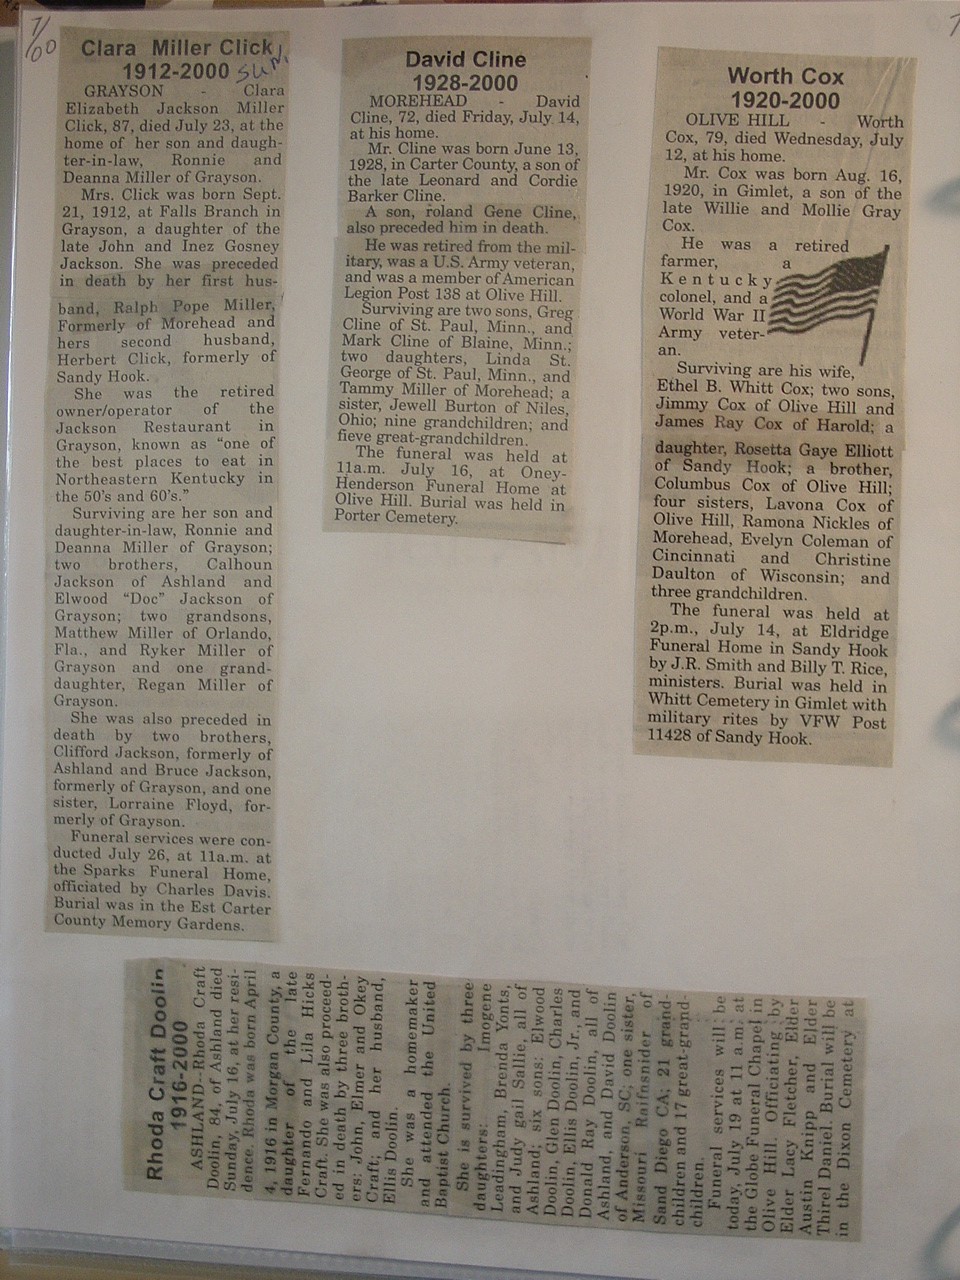 7/00
Clara Miller Click
1912-2000
Sun.
GRAYSON - Clara
Elizabeth Jackson Miller
Click, 87, died July 23, at the
home of her son and daugh-
ter-in-law, Ronnie and
Deanna Miller of Grayson.
Mrs. Click was born Sept.
21, 1912, at Falls Branch in
Grayson, a daughter of the
late John and Inez Gosney
Jackson. She was preceded
in death by her first hus-
band, Ralph Pope Miller,
Formerly of Morehead and
hers second husband,
Herbert Click, formerly of
Sandy Hook.
She was the retired
owner/operator of the
Jackson Restaurant in
Grayson, known as "one of
the best places to eat in
Northeastern Kentucky in
the 50's and 60's."
Surviving are her son and
daughter-in-law, Ronnie and
Deanna Miller of Grayson;
two brothers, Calhoun
Jackson of Ashland and
Elwood "Doc" Jackson of
Grayson; two grandsons,
Matthew Miller of Orlando,
Fla., and Ryker Miller of
Grayson and one grand-
daughter, Regan Miller of
Grayson.
She was also preceded in
death by two brothers,
Clifford Jackson, formerly of
Ashland and Bruce Jackson,
formerly of Grayson, and one
sister, Lorraine Floyd, for-
merly of Grayson.
Funeral services were con-
ducted July 26, at 11a.m. at
the Sparks Funeral Home,
officiated by Charles Davis.
Burial was in the Est Carter
County Memory Gardens.
David Cline
1928-2000
MOREHEAD - David
Cline, 72, died Friday, July 14,
at his home.
Mr. Cline was born June 13,
1928, in Carter County, a son of
the late Leonard and Cordie
Barker Cline.
A son, roland Gene Cline,
also preceded him in death.
He was retired from the mil-
itary, was a U.S. Army veteran,
and was a member of American
Legion Post 138 at Olive Hill.
Surviving are two sons, Greg
Cline of St. Paul, Minn., and
Mark Cline of Blaine, Minn.;
two daughters, Linda St.
George of St. Paul, Minn., and
Tammy Miller of Morehead; a
sister, Jewell Burton of Niles,
Ohio; nine grandchildren; and
fieve great-grandchildren.
The funeral was held at
11a.m. July 16, at Oney-
Henderson Funeral Home at
Olive Hill. Burial was held in
Porter Cemetery.
Worth Cox
1920-2000
OLIVE HILL - Worth
Cox, 79, died Wednesday, July
12, at his home.
Mr. Cox was born Aug. 16,
1920, in Gimlet, a son of the
late Willie and Mollie Gray
Cox.
He was a retired
farmer, a
Kentucky
colonel, and a
World War II
Army veter-
an.
Surviving are his wife,
Ethel B. Whitt Cox; two sons,
Jimmy Cox of Olive Hill and
James Ray Cox of Harold; a
daughter, Rosetta Gaye Elliott
of Sandy Hook; a brother,
Columbus Cox of Olive Hill;
four sisters, Lavona Cox of
Olive Hill, Ramona Nickles of
Morehead, Evelyn Coleman of
Cincinnati and Christine
Daulton of Wisconsin; and
three grandchildren.
The funeral was held at
2p.m., July 14, at Eldridge
Funeral Home in Sandy Hook
by J.R. Smith and Billy T. Rice,
ministers. Burial was held in
Whitt Cemetery in Gimlet with
military rites by VFW Post
11428 of Sandy Hook.
Rhoda Craft Doolin
1916-2000
ASHLAND--Rhoda Craft
Doolin, 84, of Ashland died
Sunday, July 16, at her resi-
dence. Rhoda was born April
4, 1916 in Morgan County, a
daughter of the late
Fernando and Lila Hicks
Craft. She was also proceed-
ed in death by three broth-
ers: John, Elmer and Okey
Craft; and her husband,
Ellis Doolin.
She was a homemaker
and attended the United
Baptist Church.
She is survived by three
daughters: Imogene
Leadingham, Brenda Yonts,
and Judy gail Sallie, all of
Ashland; six sons: Elwood
Doolin, Glen Doolin, Charles
Doolin, Ellis Doolin, Jr., and
Donald Ray Doolin, all of
Ashland, and David Doolin
of Anderson, SC; one sister,
Missouri Raifasnider of
Sand Diego CA; 21 grand-
children and 17 great-grand-
children.
Funeral services will be
today, July 19 at 11 a.m. at
the Globe Funeral Chapel in
Olive Hill. Officiating by
Elder Lacy Fletcher, Elder
Austin Knipp and Elder
Thirel Daniel. Burial will be
in the Dixon Cemetery at